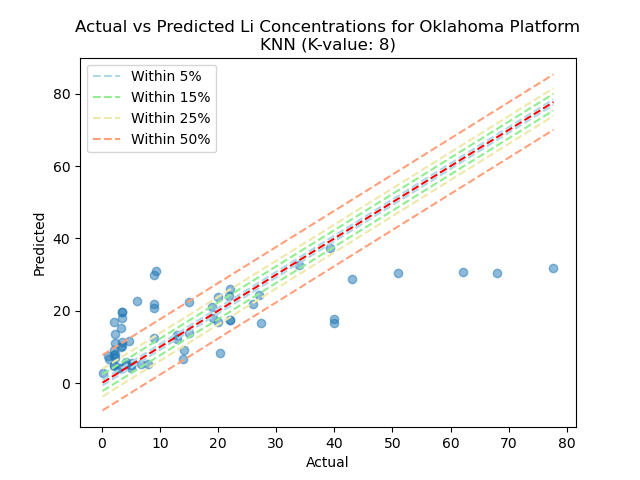 Actual vs Predicted Li Concentrations for Oklahoma Platform
KNN (K-value: 8)
Within 5%
Within 15%
Within 25%
Within 50%
80
60
40
20
0
Predicted
0 10 20 30 40 50 60 70 80
Actual